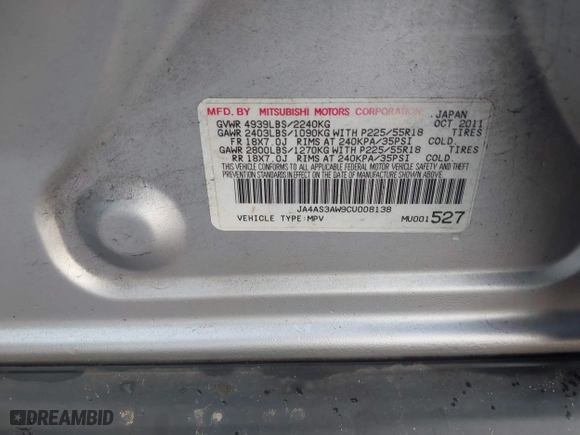 MFD. BY MITSUBISHI MOTORS CORPORATION JAPAN
GVWR 4939LBS/2240KG OCT 2011
GAWR 2403LBS/1090KG WITH P225/55R18 TIRES
FR 18X7.0J RIMS AT 240KPA/35PSI COLD.
GAWR 2800LBS/1270KG WITH P225/55R18 TIRES
RR 18X7.0J RIMS AT 240KPA/35PSI COLD.
THIS VEHICLE CONFORMS TO ALL APPLICABLE FEDERAL MOTOR VEHICLE SAFETY AND THEFT
PREVENTION STANDARDS IN EFFECT ON THE DATE OF MANUFACTURE SHOWN ABOVE.
JA4AS3AW9CU008138
VEHICLE TYPE:MPV MU001527
DREAMBID